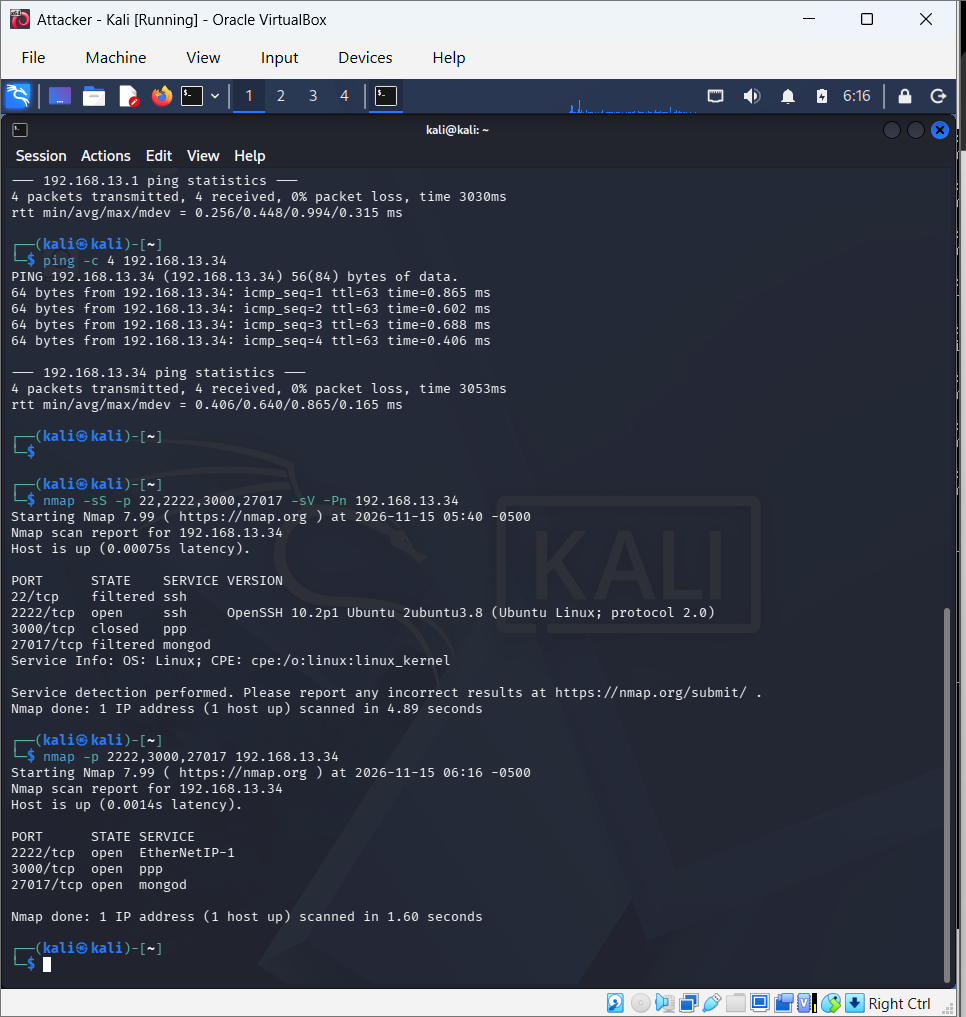 Attacker - Kali [Running] - Oracle VirtualBox
File Machine View Input Devices Help
1 2 3 4 6:16
kali@kali: ~
Session Actions Edit View Help
─── 192.168.13.1 ping statistics ───
4 packets transmitted, 4 received, 0% packet loss, time 3030ms
rtt min/avg/max/mdev = 0.256/0.448/0.994/0.315 ms
┌──(kali㉿kali)-[~]
└─$ ping -c 4 192.168.13.34
PING 192.168.13.34 (192.168.13.34) 56(84) bytes of data.
64 bytes from 192.168.13.34: icmp_seq=1 ttl=63 time=0.865 ms
64 bytes from 192.168.13.34: icmp_seq=2 ttl=63 time=0.602 ms
64 bytes from 192.168.13.34: icmp_seq=3 ttl=63 time=0.688 ms
64 bytes from 192.168.13.34: icmp_seq=4 ttl=63 time=0.406 ms
─── 192.168.13.34 ping statistics ───
4 packets transmitted, 4 received, 0% packet loss, time 3053ms
rtt min/avg/max/mdev = 0.406/0.640/0.865/0.165 ms
┌──(kali㉿kali)-[~]
└─$
┌──(kali㉿kali)-[~]
└─$ nmap -sS -p 22,2222,3000,27017 -sV -Pn 192.168.13.34
Starting Nmap 7.99 ( https://nmap.org ) at 2026-11-15 05:40 -0500
Nmap scan report for 192.168.13.34
Host is up (0.00075s latency).
PORT STATE SERVICE VERSION
22/tcp filtered ssh
2222/tcp open ssh OpenSSH 10.2p1 Ubuntu 2ubuntu3.8 (Ubuntu Linux; protocol 2.0)
3000/tcp closed ppp
27017/tcp filtered mongod
Service Info: OS: Linux; CPE: cpe:/o:linux:linux_kernel
Service detection performed. Please report any incorrect results at https://nmap.org/submit/ .
Nmap done: 1 IP address (1 host up) scanned in 4.89 seconds
┌──(kali㉿kali)-[~]
└─$ nmap -p 2222,3000,27017 192.168.13.34
Starting Nmap 7.99 ( https://nmap.org ) at 2026-11-15 06:16 -0500
Nmap scan report for 192.168.13.34
Host is up (0.0014s latency).
PORT STATE SERVICE
2222/tcp open EtherNetIP-1
3000/tcp open ppp
27017/tcp open mongod
Nmap done: 1 IP address (1 host up) scanned in 1.60 seconds
┌──(kali㉿kali)-[~]
└─$
KALI
Right Ctrl